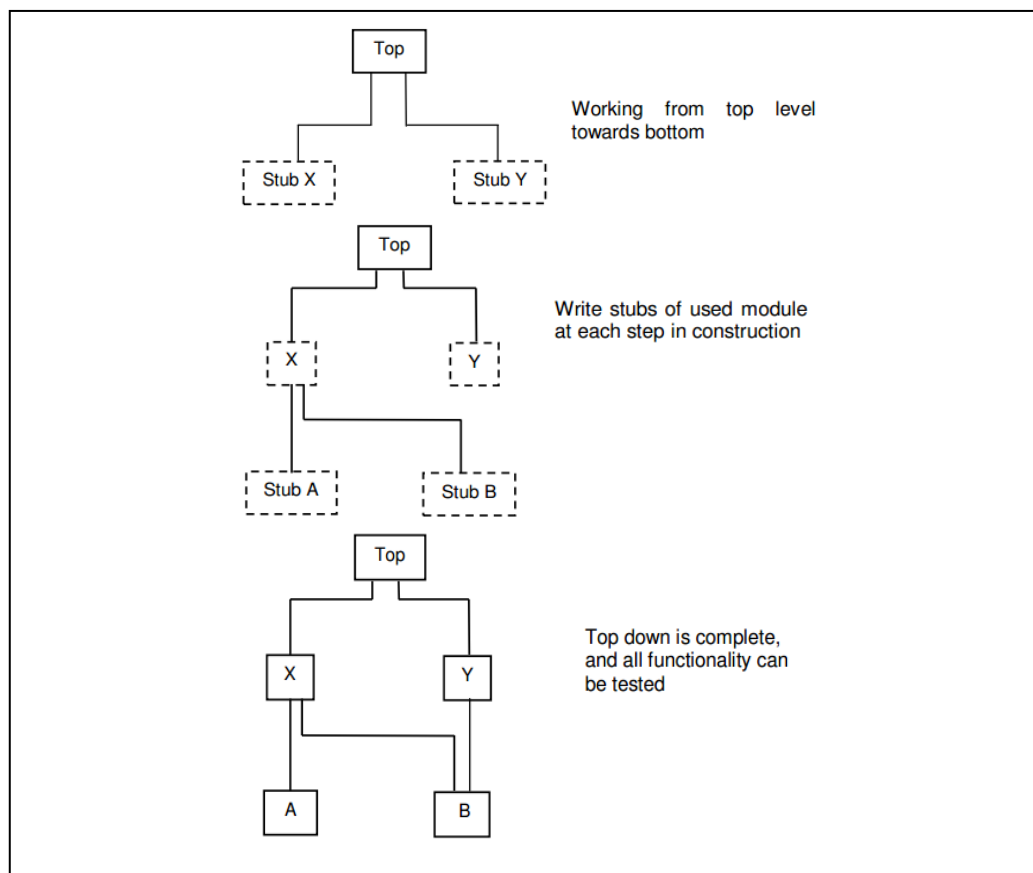 Top
Working from top level
towards bottom
Stub X
Stub Y
Top
Write stubs of used module
at each step in construction
X
Y
Stub A
Stub B
Top
Top down is complete,
and all functionality can
be tested
X
Y
A
B